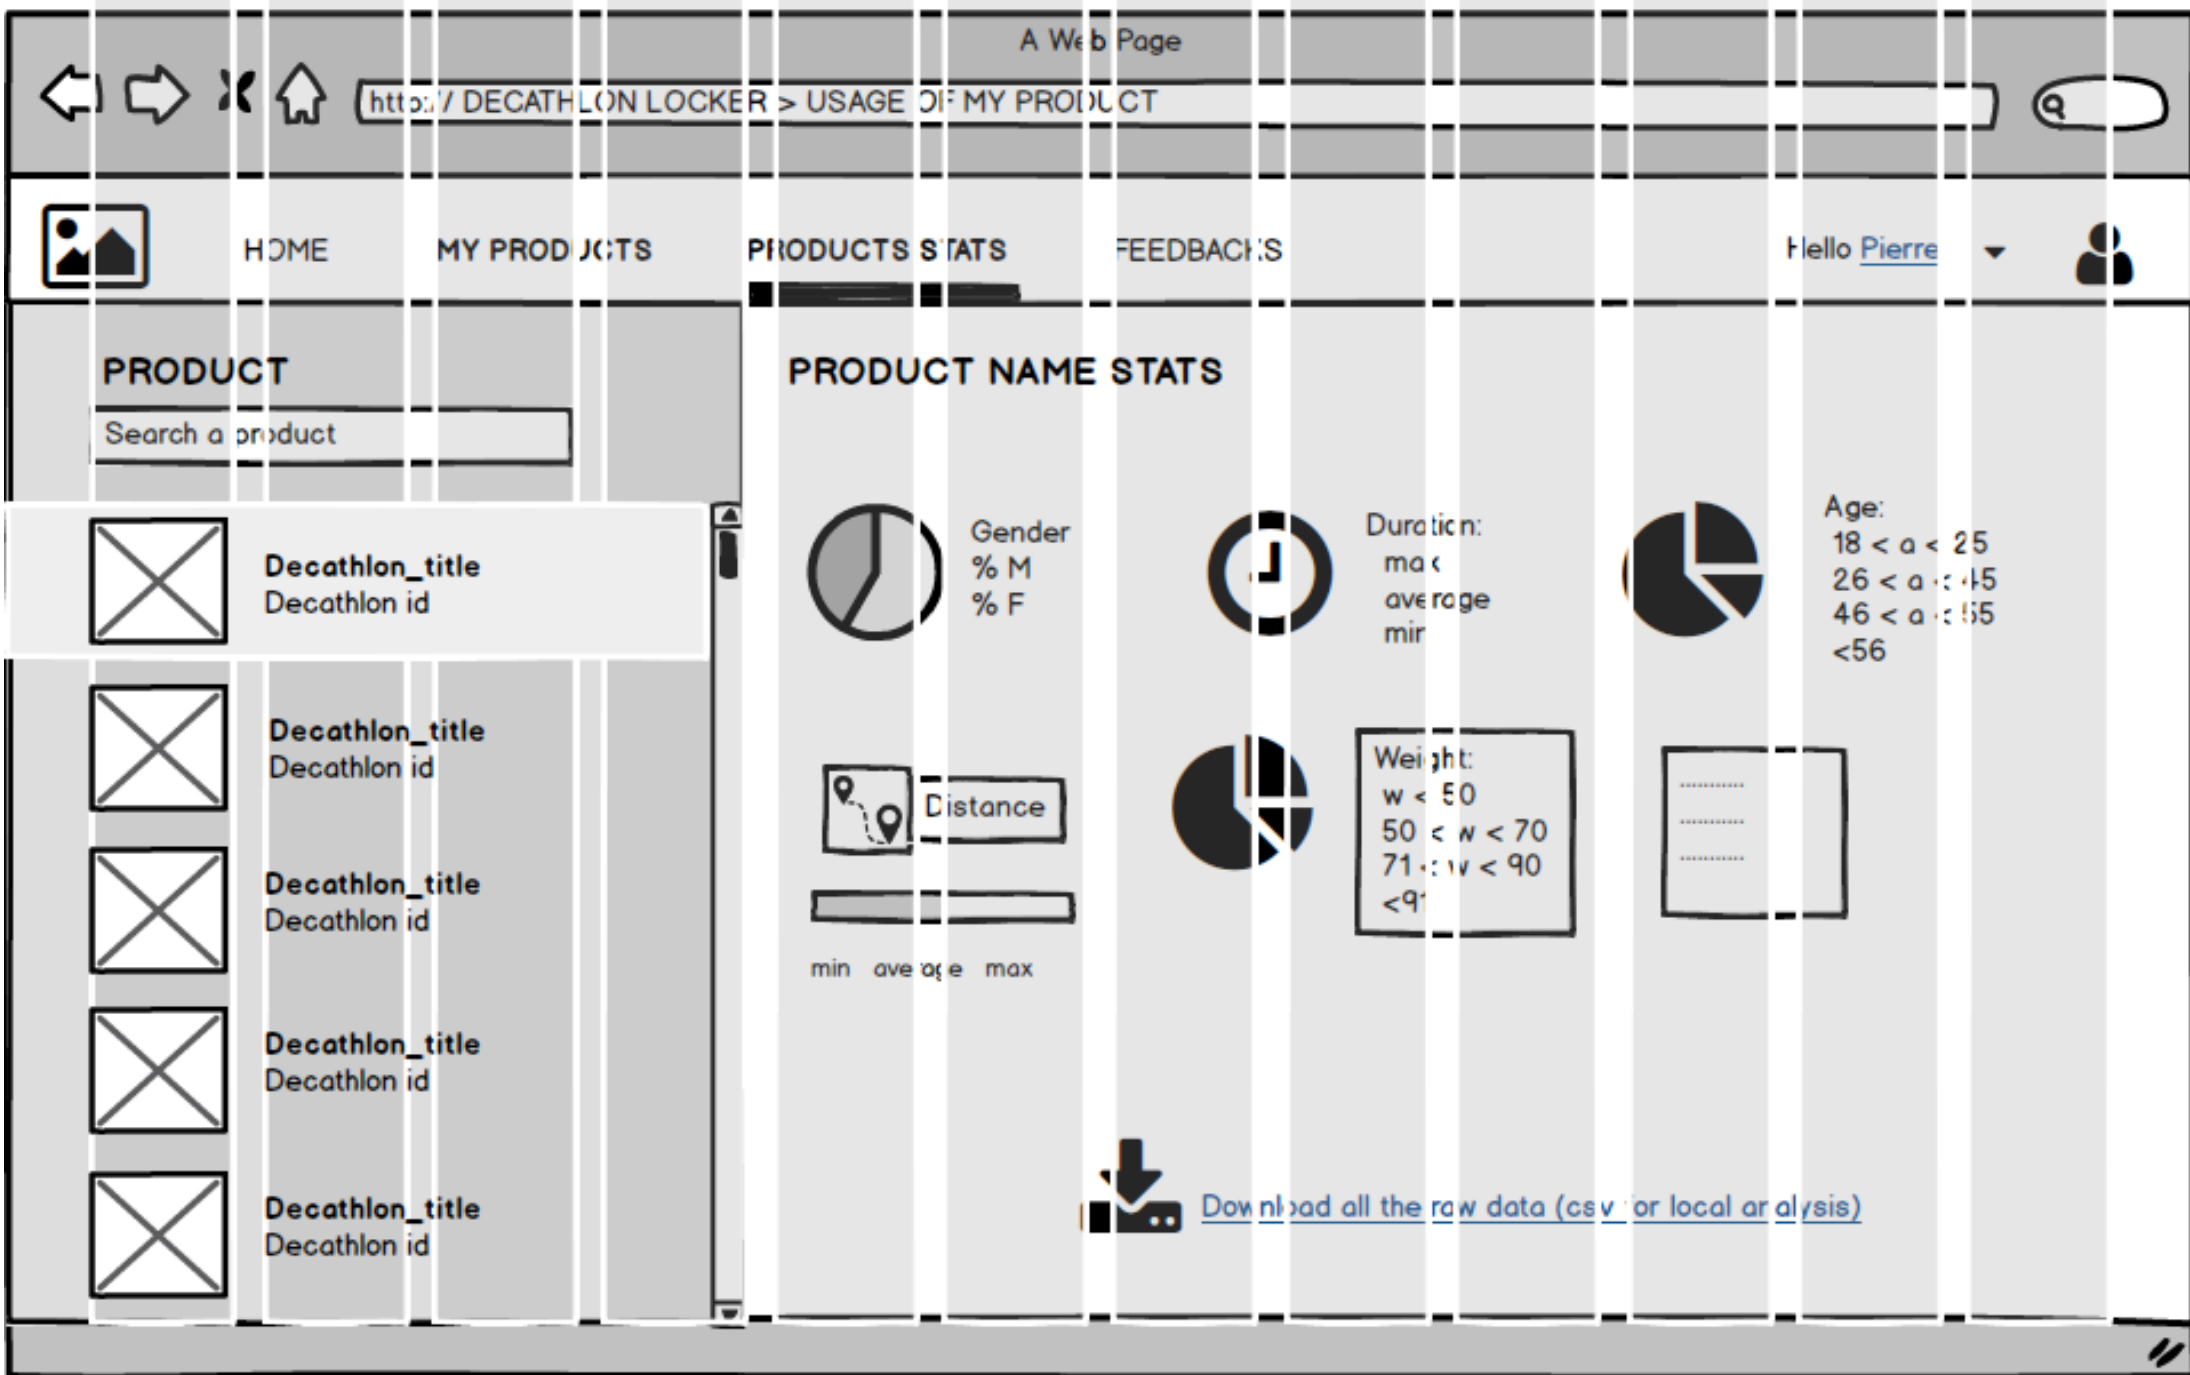 A Web Page
http:// DECATHLON LOCKER > USAGE OF MY PRODUCT
HOME
MY PRODUCTS
PRODUCTS STATS
FEEDBACKS
Hello Pierre
PRODUCT
Search a product
Decathlon_title
Decathlon id
Decathlon_title
Decathlon id
Decathlon_title
Decathlon id
Decathlon_title
Decathlon id
Decathlon_title
Decathlon id
PRODUCT NAME STATS
Gender
% M
% F
Duration:
max
average
min
Age:
18 < a < 25
26 < a < 45
46 < a < 55
<56
Distance
min average max
Weight:
w < 50
50 < w < 70
71 < w < 90
<91
Download all the raw data (csv for local analysis)